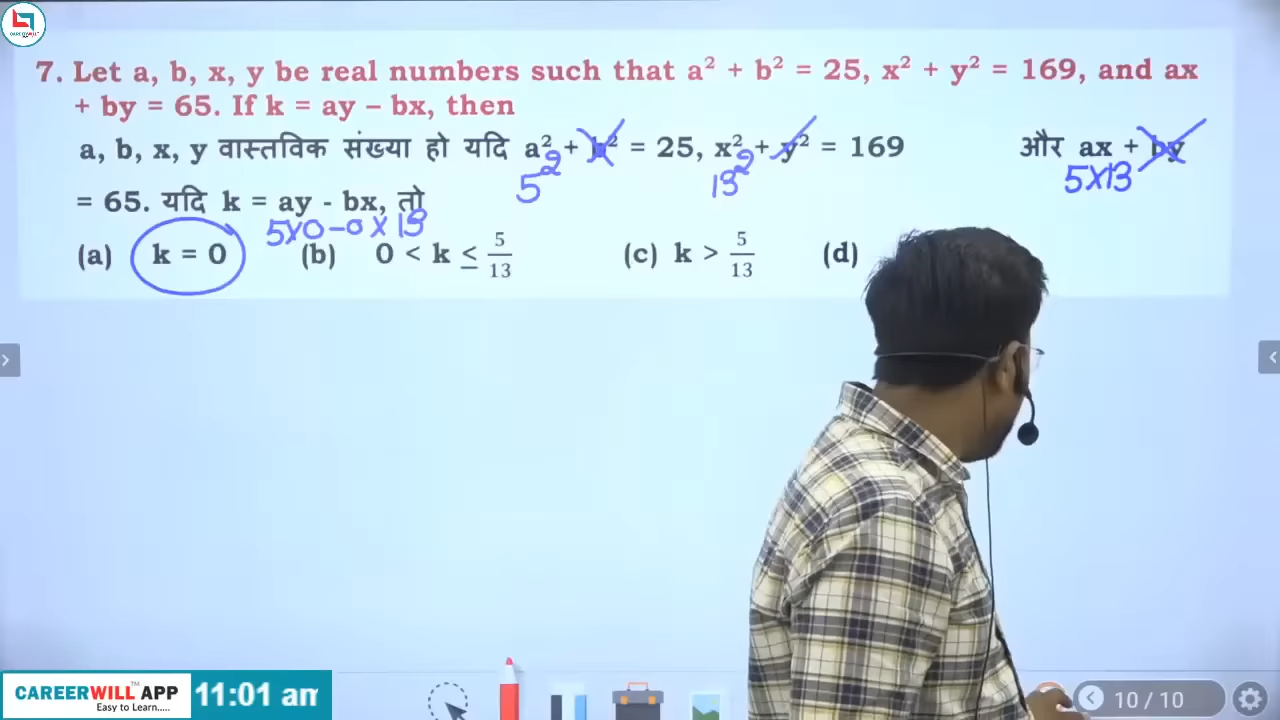 CAREERWILL
7. Let a, b, x, y be real numbers such that a² + b² = 25, x² + y² = 169, and ax
+ by = 65. If k = ay – bx, then
a, b, x, y वास्तविक संख्या हो यदि a² + b² = 25, x² + y² = 169 और ax + by
5² 13² 5×13
= 65. यदि k = ay - bx, तो
5×0-0×13
(a) k = 0 (b) 0 < k ≤ 5/13 (c) k > 5/13 (d)
CAREERWILL™ APP
Easy to Learn.....
11:01 am
10 / 10